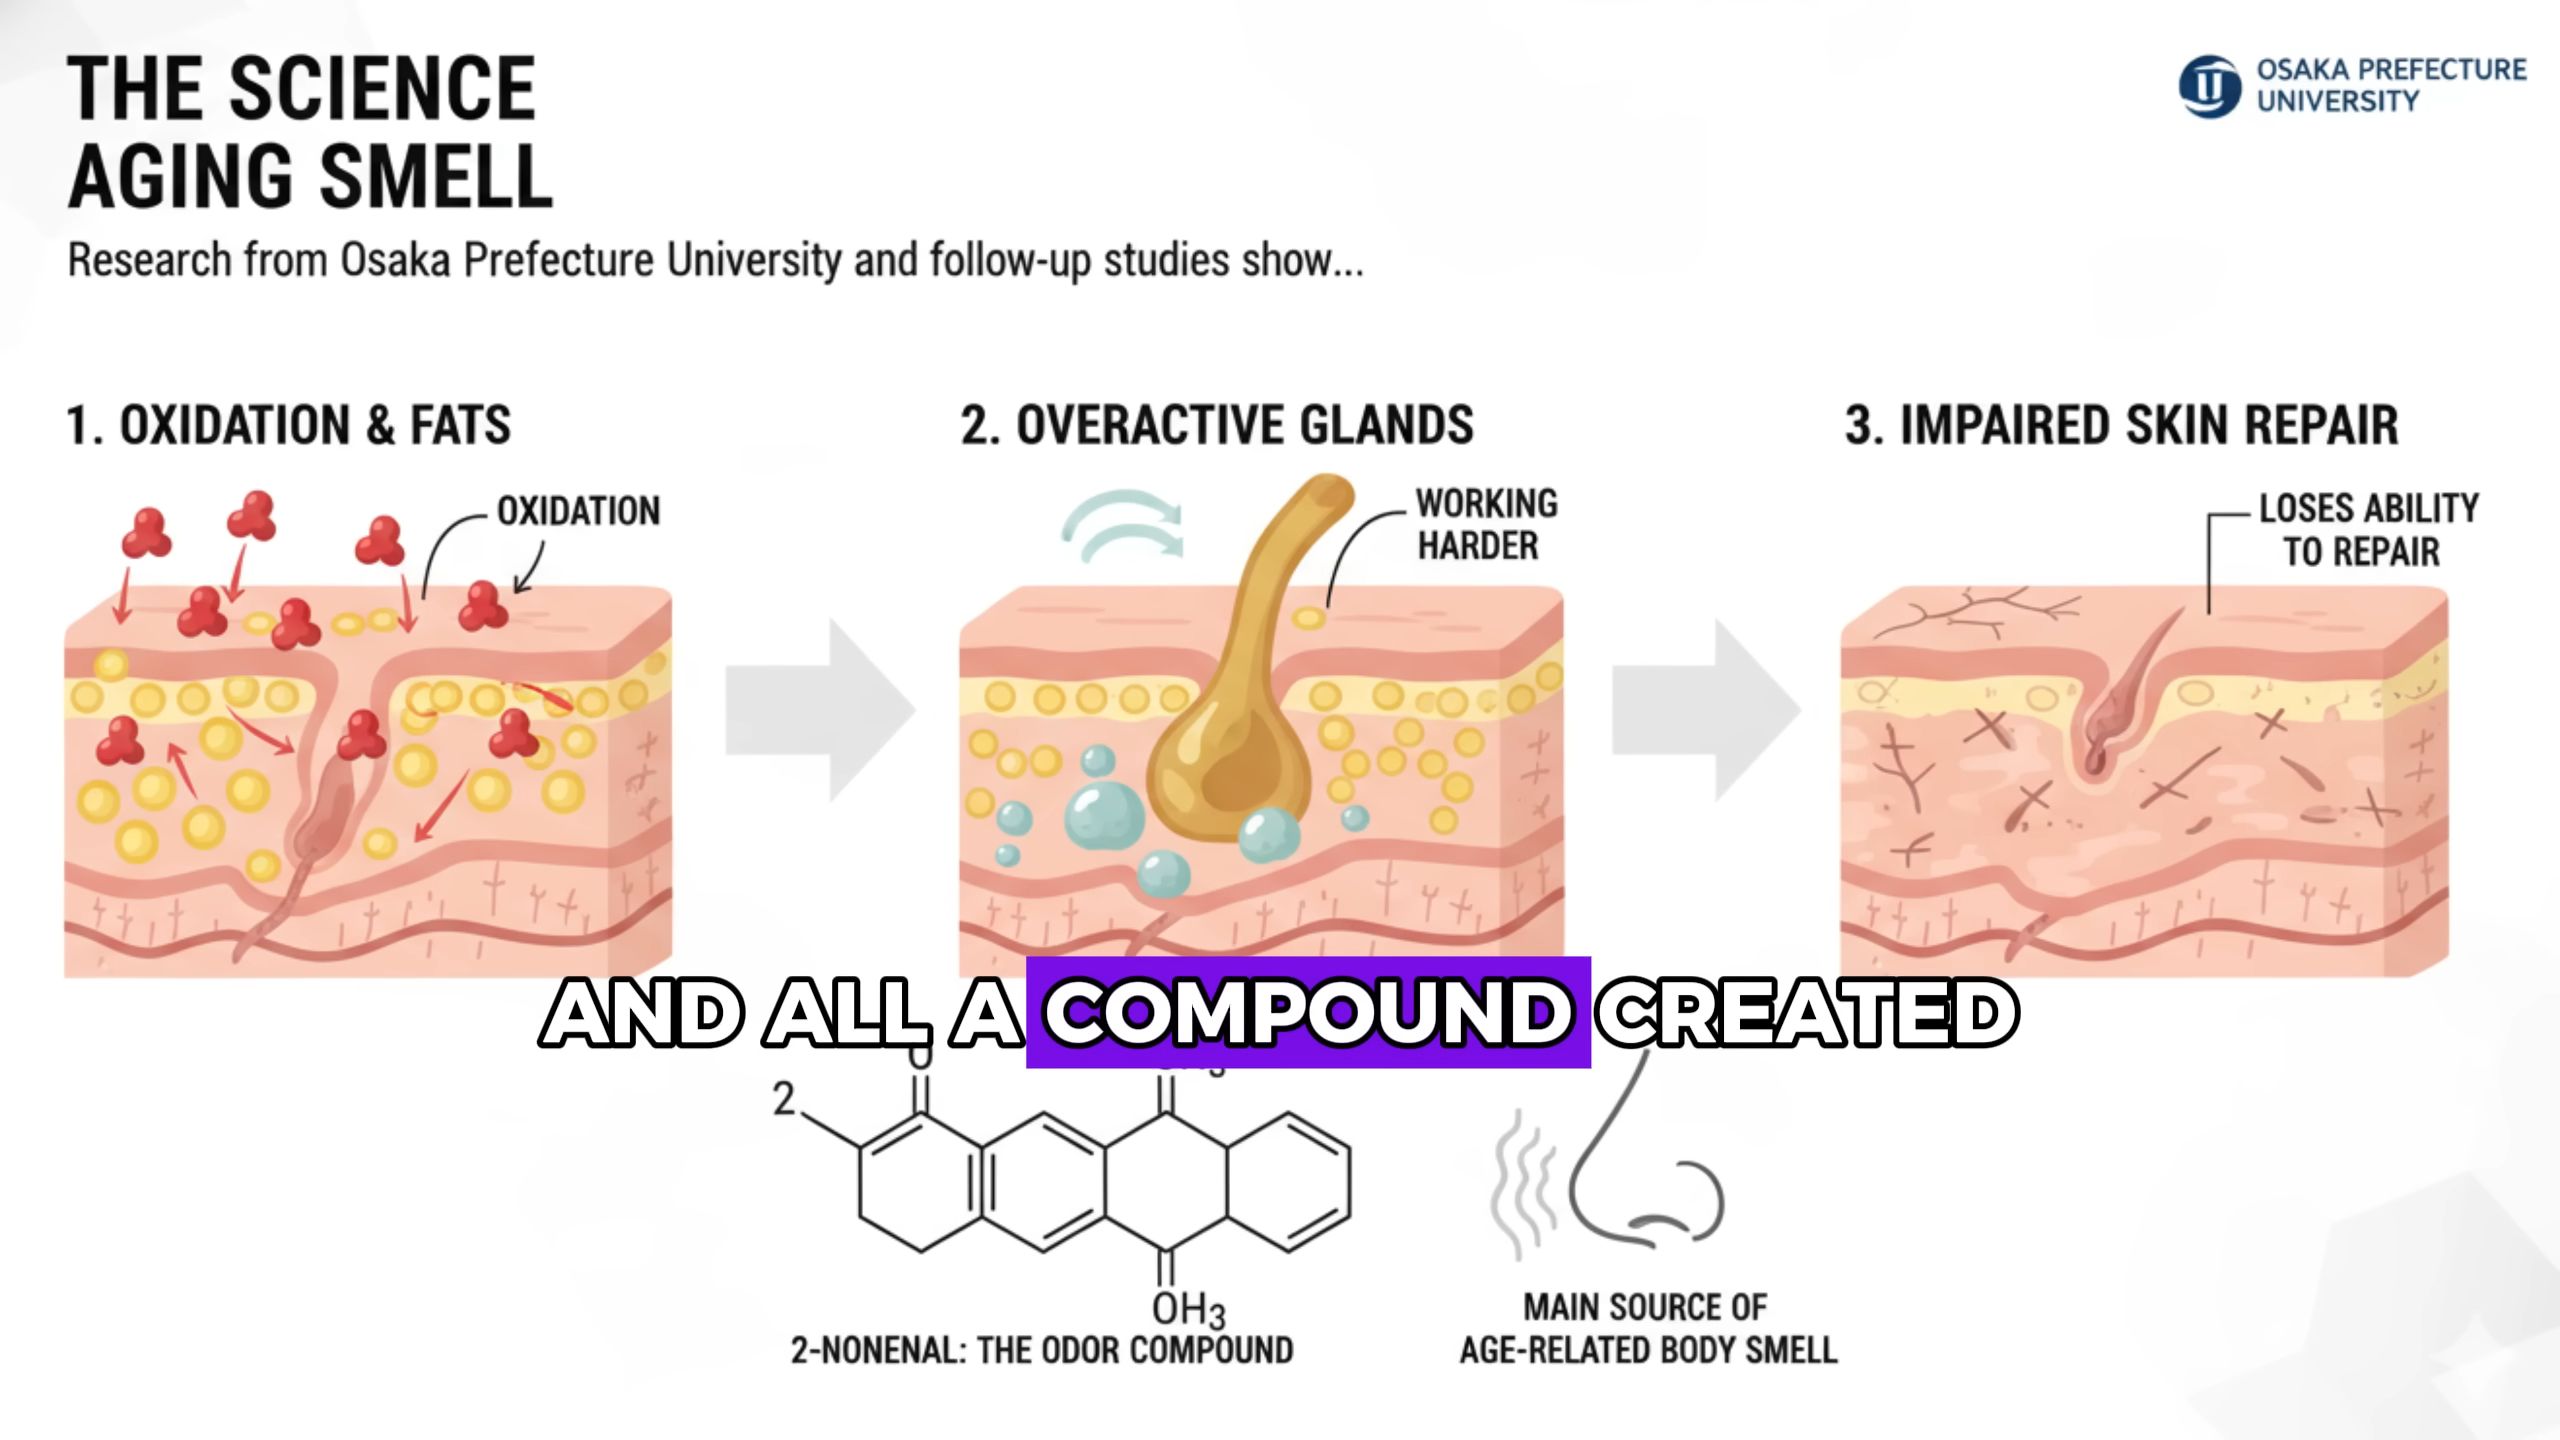 THE SCIENCE
AGING SMELL
Research from Osaka Prefecture University and follow-up studies show...
OSAKA PREFECTURE
UNIVERSITY
1. OXIDATION & FATS
OXIDATION
2. OVERACTIVE GLANDS
WORKING
HARDER
3. IMPAIRED SKIN REPAIR
LOSES ABILITY
TO REPAIR
AND ALL A COMPOUND CREATED
2
OH3
2-NONENAL: THE ODOR COMPOUND
MAIN SOURCE OF
AGE-RELATED BODY SMELL